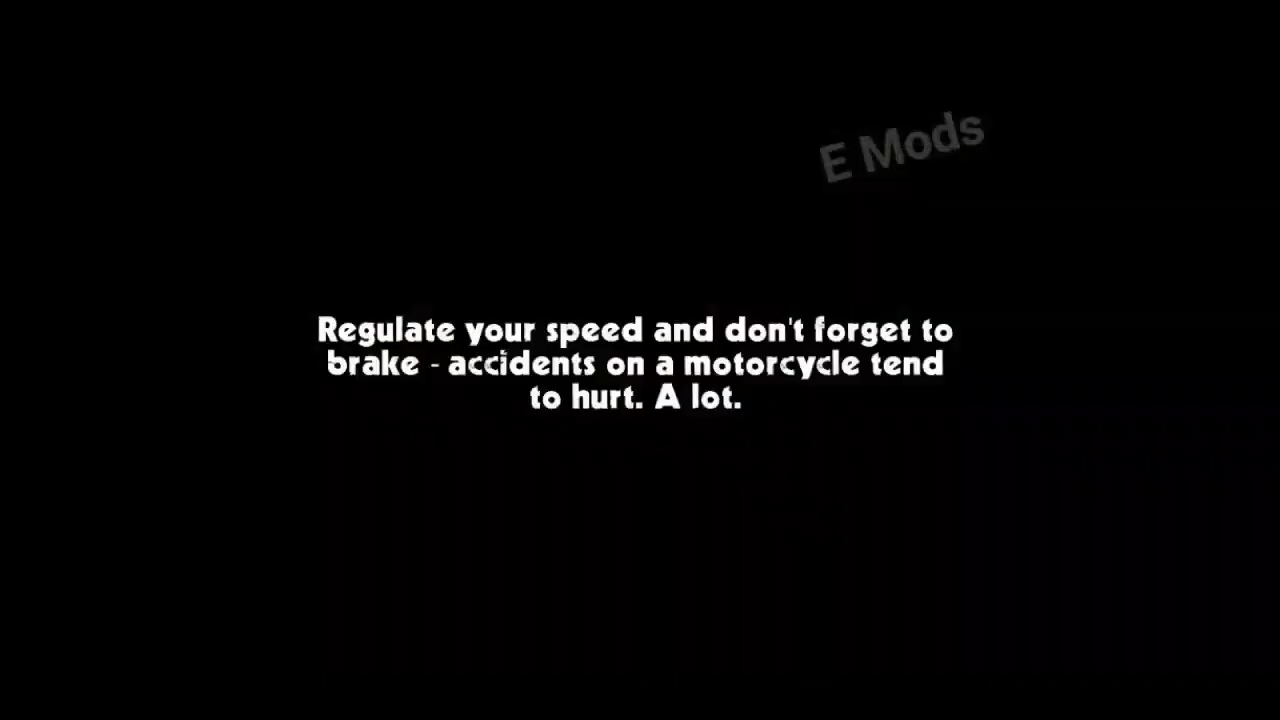 E Mods
Regulate your speed and don't forget to
brake - accidents on a motorcycle tend
to hurt. A lot.